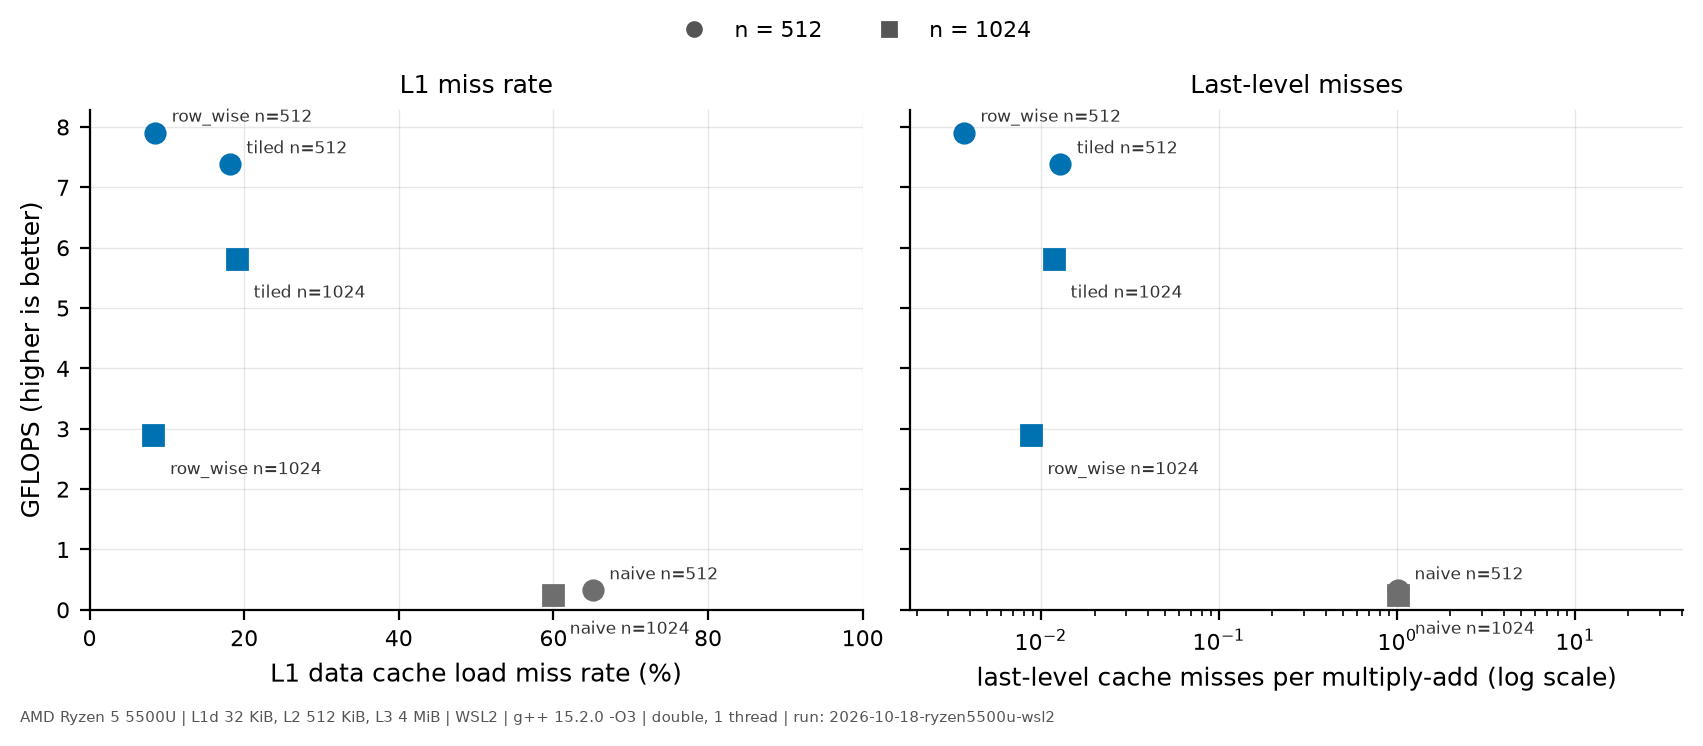 n = 512
n = 1024
L1 miss rate
Last-level misses
GFLOPS (higher is better)
8
7
6
5
4
3
2
1
0
row_wise n=512
tiled n=512
tiled n=1024
row_wise n=1024
naive n=512
naive n=1024
0 20 40 60 80 100
L1 data cache load miss rate (%)
row_wise n=512
tiled n=512
tiled n=1024
row_wise n=1024
naive n=512
naive n=1024
10⁻² 10⁻¹ 10⁰ 10¹
last-level cache misses per multiply-add (log scale)
AMD Ryzen 5 5500U | L1d 32 KiB, L2 512 KiB, L3 4 MiB | WSL2 | g++ 15.2.0 -O3 | double, 1 thread | run: 2026-10-18-ryzen5500u-wsl2